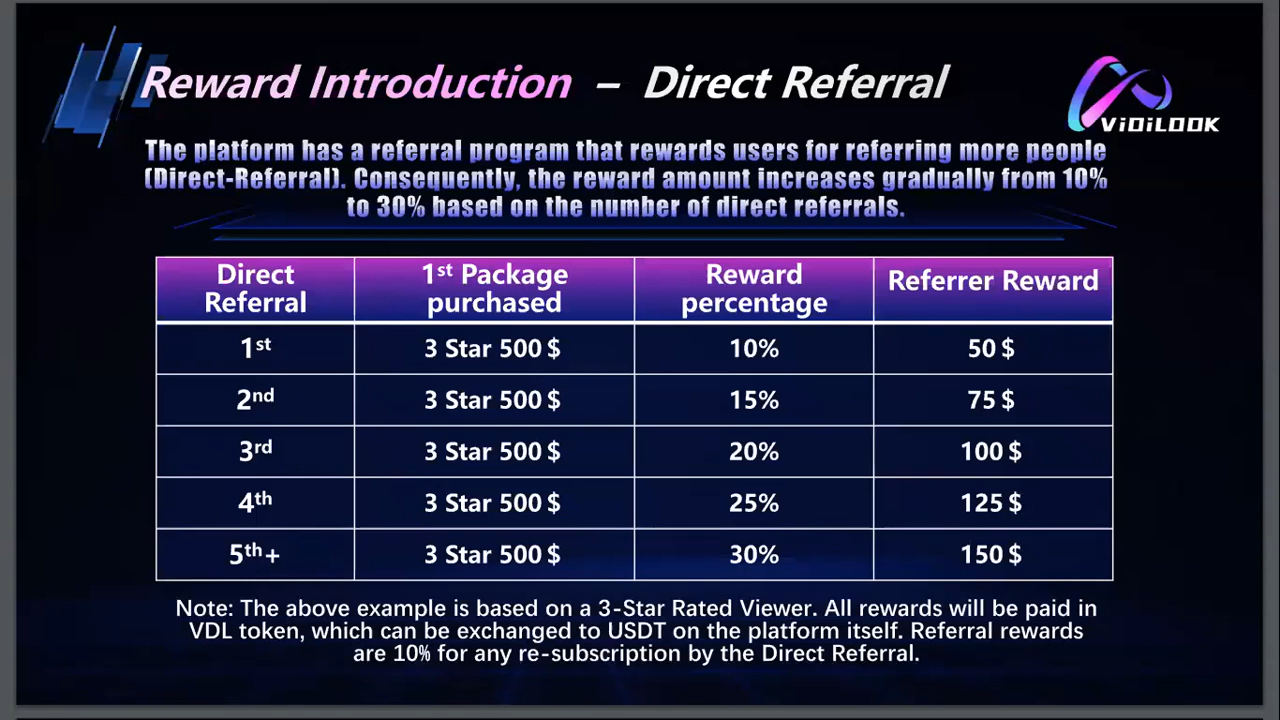 Reward Introduction – Direct Referral
ViDiLOOK
The platform has a referral program that rewards users for referring more people
(Direct-Referral). Consequently, the reward amount increases gradually from 10%
to 30% based on the number of direct referrals.
Direct Referral | 1st Package purchased | Reward percentage | Referrer Reward
1st | 3 Star 500 $ | 10% | 50 $
2nd | 3 Star 500 $ | 15% | 75 $
3rd | 3 Star 500 $ | 20% | 100 $
4th | 3 Star 500 $ | 25% | 125 $
5th+ | 3 Star 500 $ | 30% | 150 $
Note: The above example is based on a 3-Star Rated Viewer. All rewards will be paid in
VDL token, which can be exchanged to USDT on the platform itself. Referral rewards
are 10% for any re-subscription by the Direct Referral.